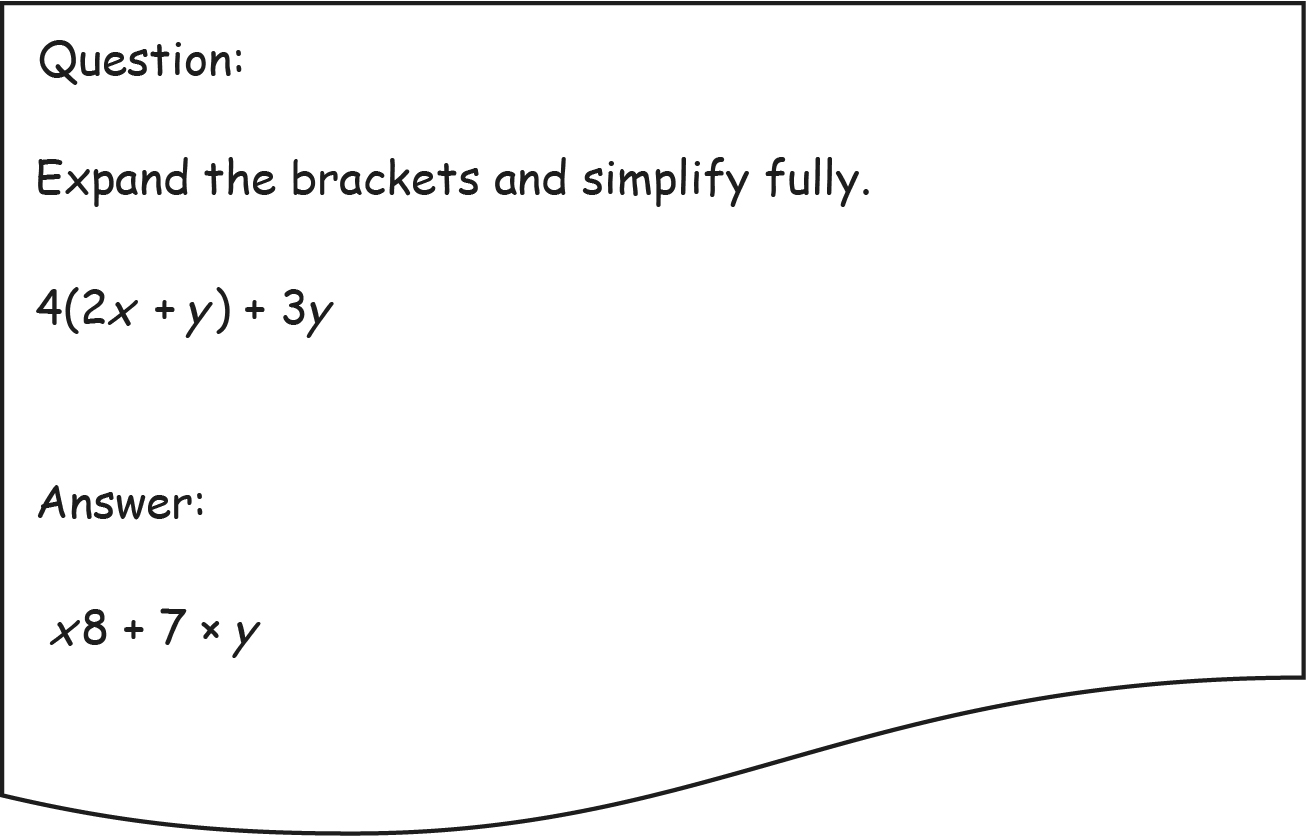 Question:
Expand the brackets and simplify fully.
4(2x + y) + 3y
Answer:
x8 + 7 × y